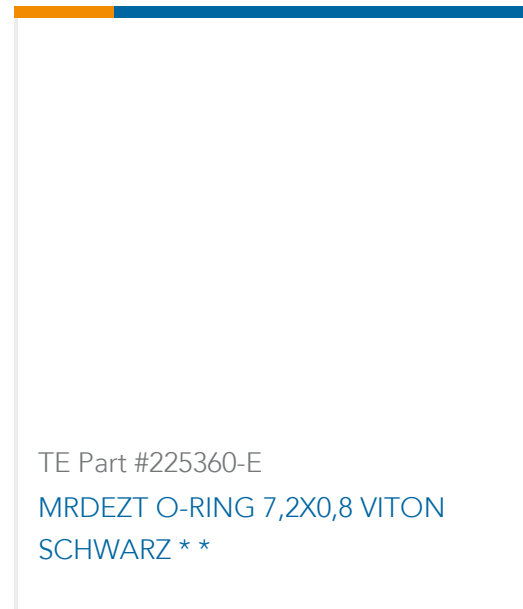 TE Part #225360-E
MRDEZT O-RING 7,2X0,8 VITON
SCHWARZ * *